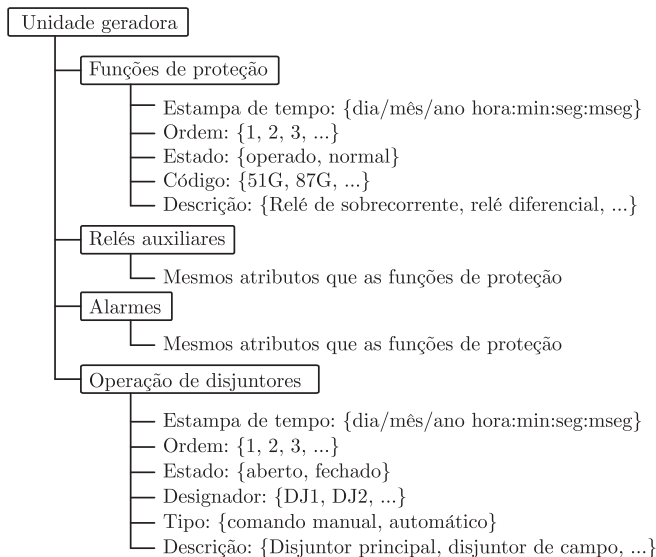 Unidade geradora
Funções de proteção
Estampa de tempo: {dia/mês/ano hora:min:seg:mseg}
Ordem: {1, 2, 3, ...}
Estado: {operado, normal}
Código: {51G, 87G, ...}
Descrição: {Relé de sobrecorrente, relé diferencial, ...}
Relés auxiliares
Mesmos atributos que as funções de proteção
Alarmes
Mesmos atributos que as funções de proteção
Operação de disjuntores
Estampa de tempo: {dia/mês/ano hora:min:seg:mseg}
Ordem: {1, 2, 3, ...}
Estado: {aberto, fechado}
Designador: {DJ1, DJ2, ...}
Tipo: {comando manual, automático}
Descrição: {Disjuntor principal, disjuntor de campo, ...}